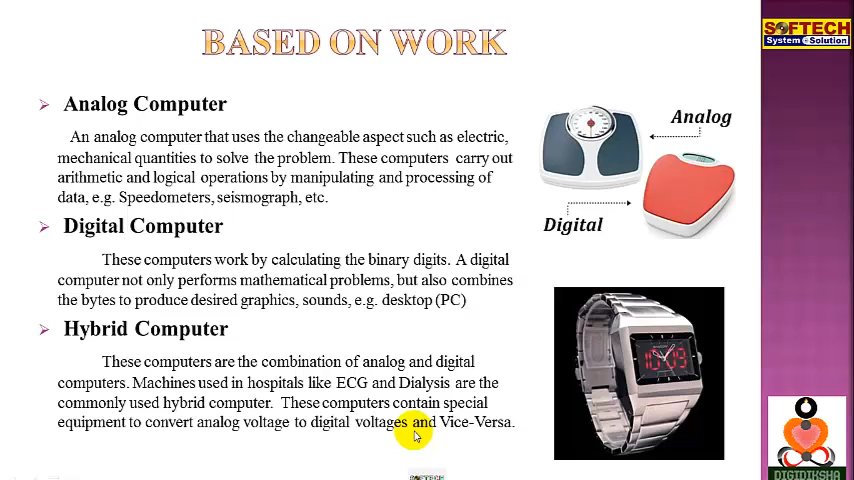 BASED ON WORK
SOFTECH
System e Solution
Analog Computer
An analog computer that uses the changeable aspect such as electric,
mechanical quantities to solve the problem. These computers carry out
arithmetic and logical operations by manipulating and processing of
data, e.g. Speedometers, seismograph, etc.
Analog
Digital
Digital Computer
These computers work by calculating the binary digits. A digital
computer not only performs mathematical problems, but also combines
the bytes to produce desired graphics, sounds, e.g. desktop (PC)
Hybrid Computer
These computers are the combination of analog and digital
computers. Machines used in hospitals like ECG and Dialysis are the
commonly used hybrid computer. These computers contain special
equipment to convert analog voltage to digital voltages and Vice-Versa.
10:09
DIGIDIKSHA
SOFTECH